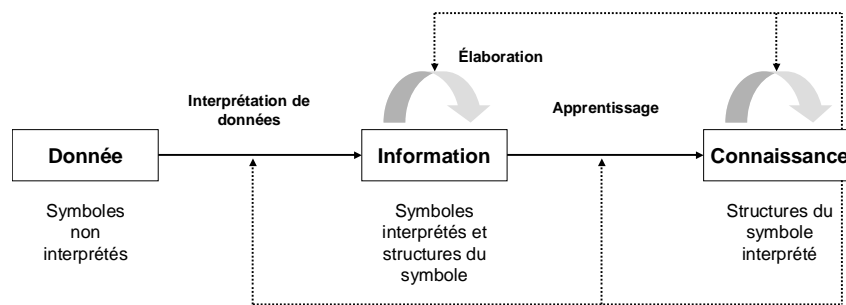 Élaboration
Interprétation de
données
Apprentissage
Donnée
Information
Connaissance
Symboles
non
interprétés
Symboles
interprétés et
structures du
symbole
Structures du
symbole
interprété